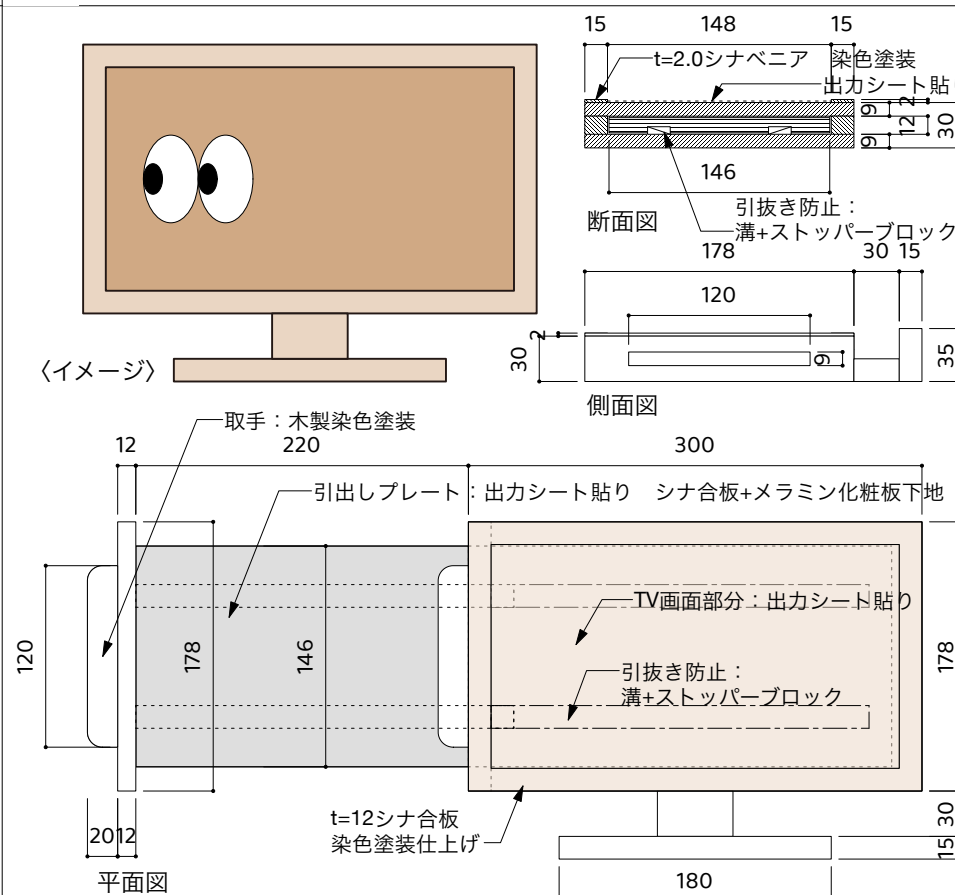 15 148 15
t=2.0シナベニア 染色塗装
出力シート貼り
9 2
12 30
9
146
断面図
引抜き防止:
溝+ストッパーブロック
178 30 15
120
2
30 9 35
側面図
〈イメージ〉
取手:木製染色塗装
12 220 300
引出しプレート:出力シート貼り シナ合板+メラミン化粧板下地
TV画面部分:出力シート貼り
120 178 146 178
引抜き防止:
溝+ストッパーブロック
t=12シナ合板
染色塗装仕上げ
20 12
30
15
平面図
180